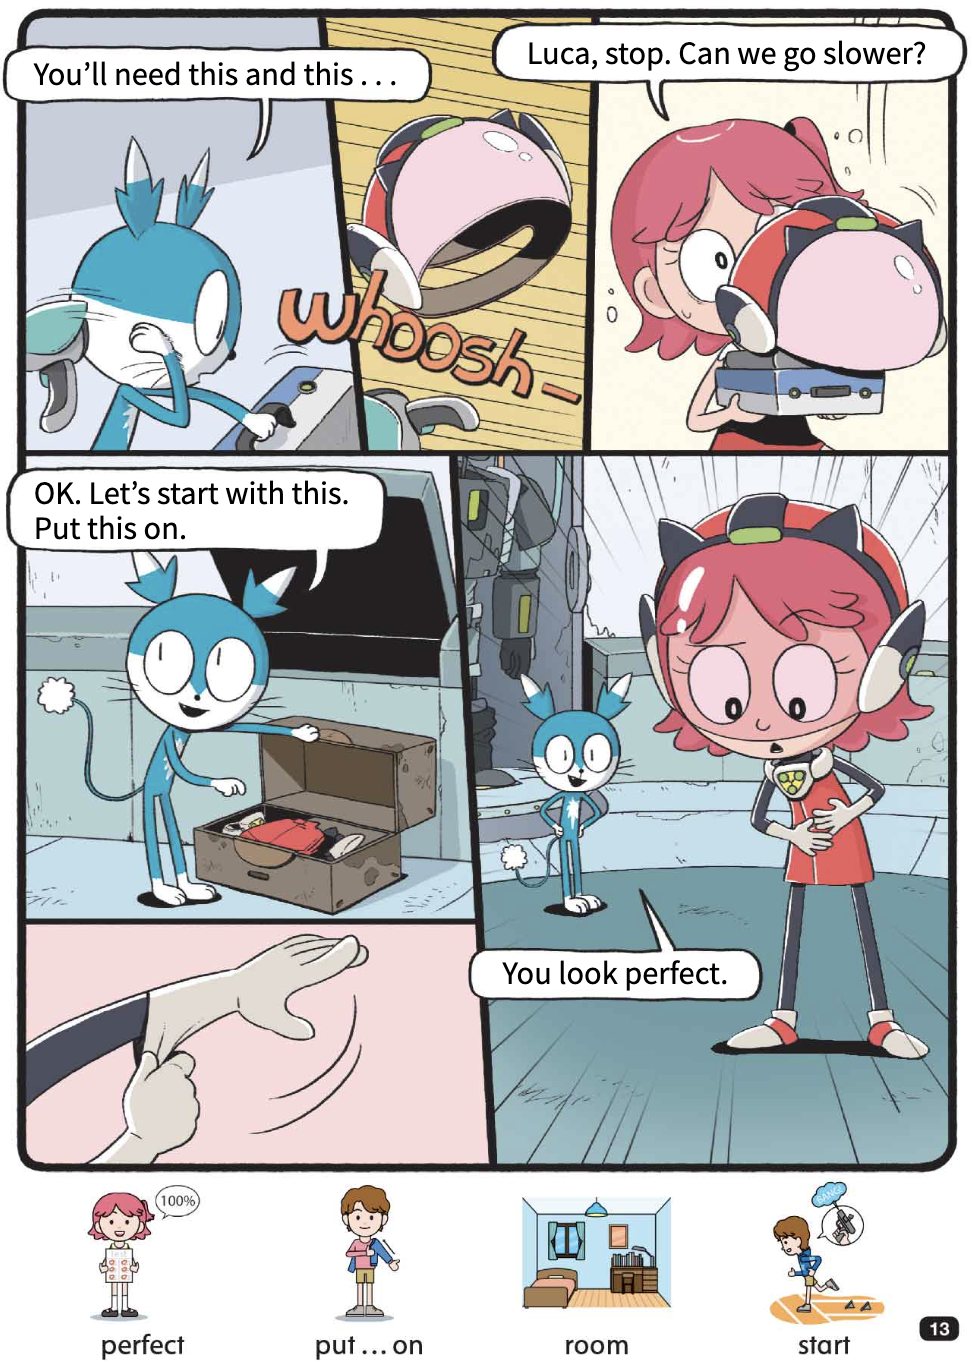 You'll need this and this . . .
Luca, stop. Can we go slower?
whoosh–
OK. Let's start with this.
Put this on.
You look perfect.
100%
BANG!
perfect
put ... on
room
start
13